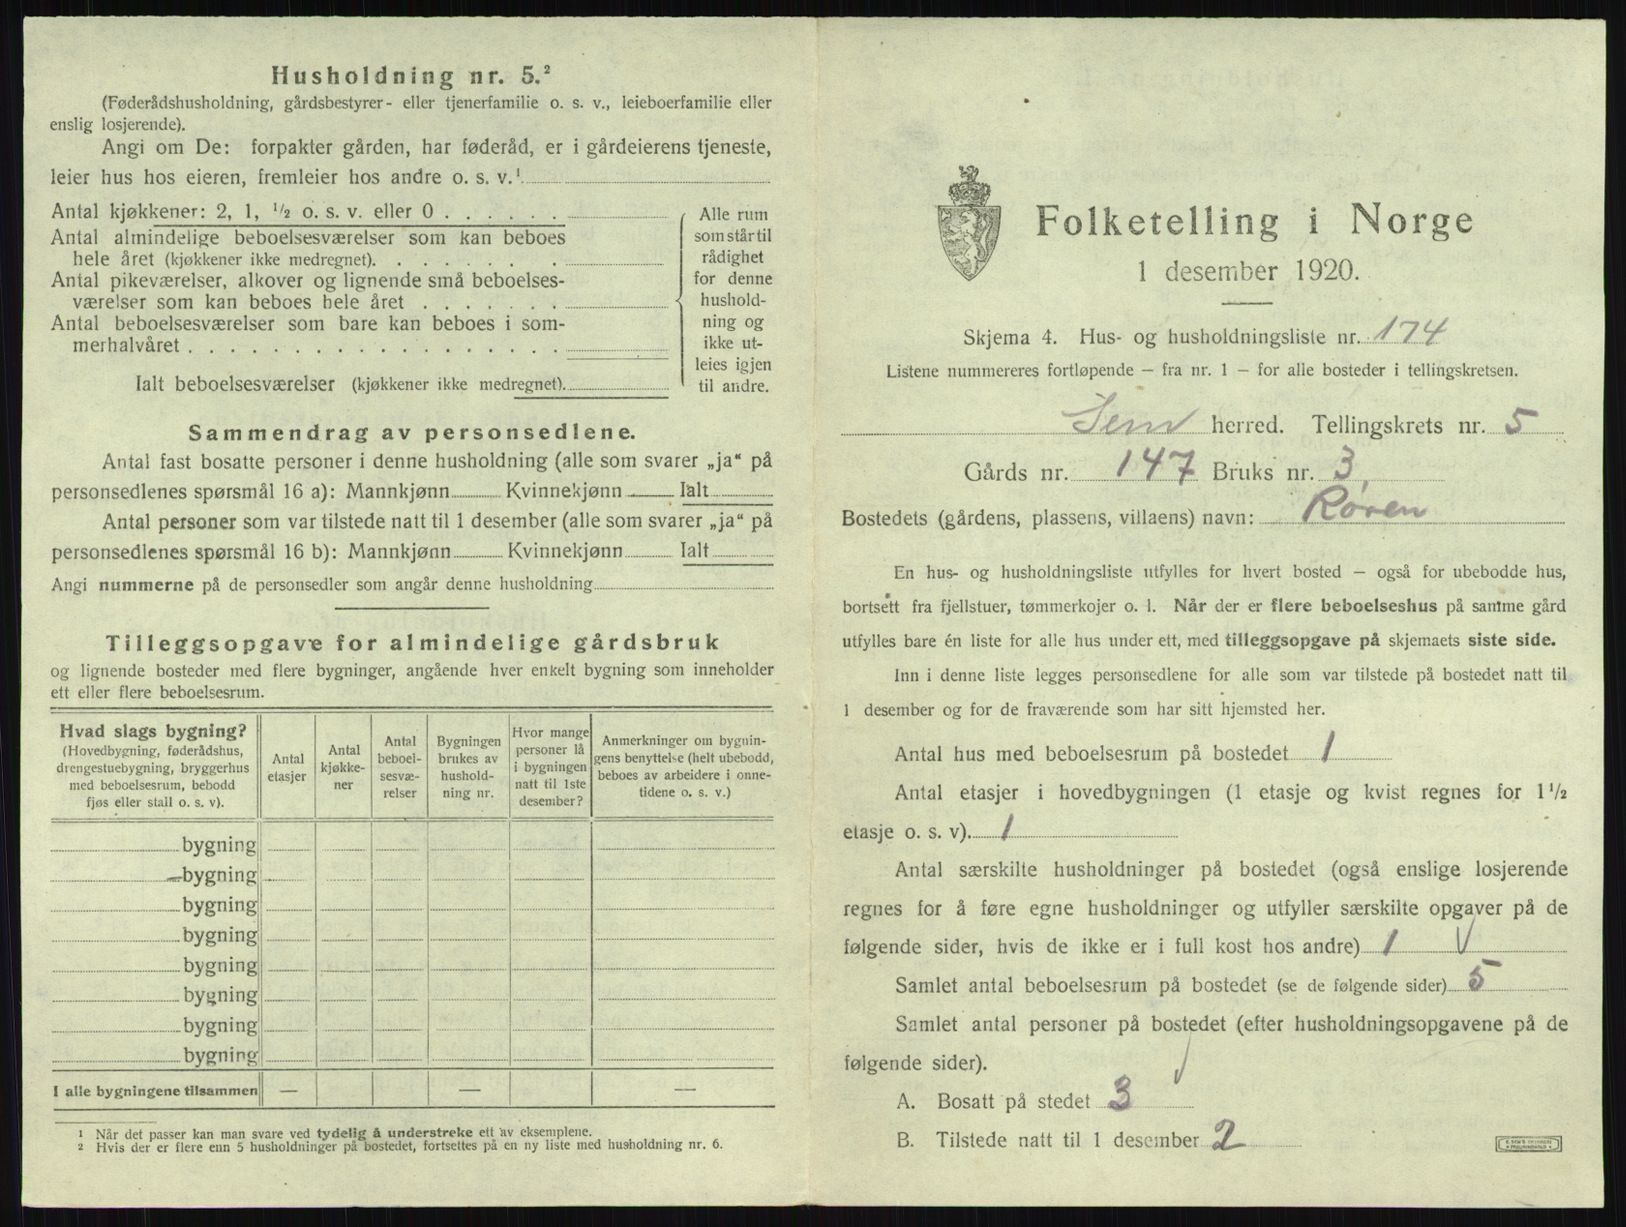 Husholdning nr. 5.²
(Føderådshusholdning, gårdsbestyrer- eller tjenerfamilie o. s. v., leieboerfamilie eller
enslig losjerende).
Angi om De: forpakter gården, har føderåd, er i gårdeierens tjeneste,
leier hus hos eieren, fremleier hos andre o. s. v.¹
Antal kjøkkener: 2, 1, ½ o. s. v. eller 0
Antal almindelige beboelsesværelser som kan beboes
hele året (kjøkkener ikke medregnet).
Antal pikeværelser, alkover og lignende små beboelses-
værelser som kan beboes hele året
Antal beboelsesværelser som bare kan beboes i som-
merhalvåret
Ialt beboelsesværelser (kjøkkener ikke medregnet).
Alle rum
som står til
rådighet
for denne
hushold-
ning og
ikke ut-
leies igjen
til andre.
Sammendrag av personsedlene.
Antal fast bosatte personer i denne husholdning (alle som svarer „ja“ på
personsedlenes spørsmål 16 a): Mannkjønn Kvinnekjønn Ialt
Antal personer som var tilstede natt til 1 desember (alle som svarer „ja“ på
personsedlenes spørsmål 16 b): Mannkjønn Kvinnekjønn Ialt
Angi nummerne på de personsedler som angår denne husholdning
Tilleggsopgave for almindelige gårdsbruk
og lignende bosteder med flere bygninger, angående hver enkelt bygning som inneholder
ett eller flere beboelsesrum.
Hvad slags bygning?
(Hovedbygning, føderådshus,
drengestuebygning, bryggerhus
med beboelsesrum, bebodd
fjøs eller stall o. s. v).
Antal
etasjer
Antal
kjøkke-
ner
Antal
beboel-
sesvæ-
relser
Bygningen
brukes av
hushold-
ning nr.
Hvor mange
personer lå
i bygningen
natt til 1ste
desember?
Anmerkninger om bygnin-
gens benyttelse (helt ubebodd,
beboes av arbeidere i onne-
tidene o. s. v.)
bygning
bygning
bygning
bygning
bygning
bygning
bygning
bygning
I alle bygningene tilsammen — — —
¹ Når det passer kan man svare ved tydelig å understreke ett av eksemplene.
² Hvis der er flere enn 5 husholdninger på bostedet, fortsettes på en ny liste med husholdning nr. 6.
Folketelling i Norge
1 desember 1920.
Skjema 4. Hus- og husholdningsliste nr. 174
Listene nummereres fortløpende — fra nr. 1 — for alle bosteder i tellingskretsen.
Sem herred. Tellingskrets nr. 5
Gårds nr. 147 Bruks nr. 3,
Bostedets (gårdens, plassens, villaens) navn: Røren
En hus- og husholdningsliste utfylles for hvert bosted — også for ubebodde hus,
bortsett fra fjellstuer, tømmerkojer o. l. Når der er flere beboelseshus på samme gård
utfylles bare én liste for alle hus under ett, med tilleggsopgave på skjemaets siste side.
Inn i denne liste legges personsedlene for alle som var tilstede på bostedet natt til
1 desember og for de fraværende som har sitt hjemsted her.
Antal hus med beboelsesrum på bostedet 1
Antal etasjer i hovedbygningen (1 etasje og kvist regnes for 1½
etasje o. s. v). 1
Antal særskilte husholdninger på bostedet (også enslige losjerende
regnes for å føre egne husholdninger og utfyller særskilte opgaver på de
følgende sider, hvis de ikke er i full kost hos andre) 1
Samlet antal beboelsesrum på bostedet (se de følgende sider) 5
Samlet antal personer på bostedet (efter husholdningsopgavene på de
følgende sider).
A. Bosatt på stedet 3
B. Tilstede natt til 1 desember 2